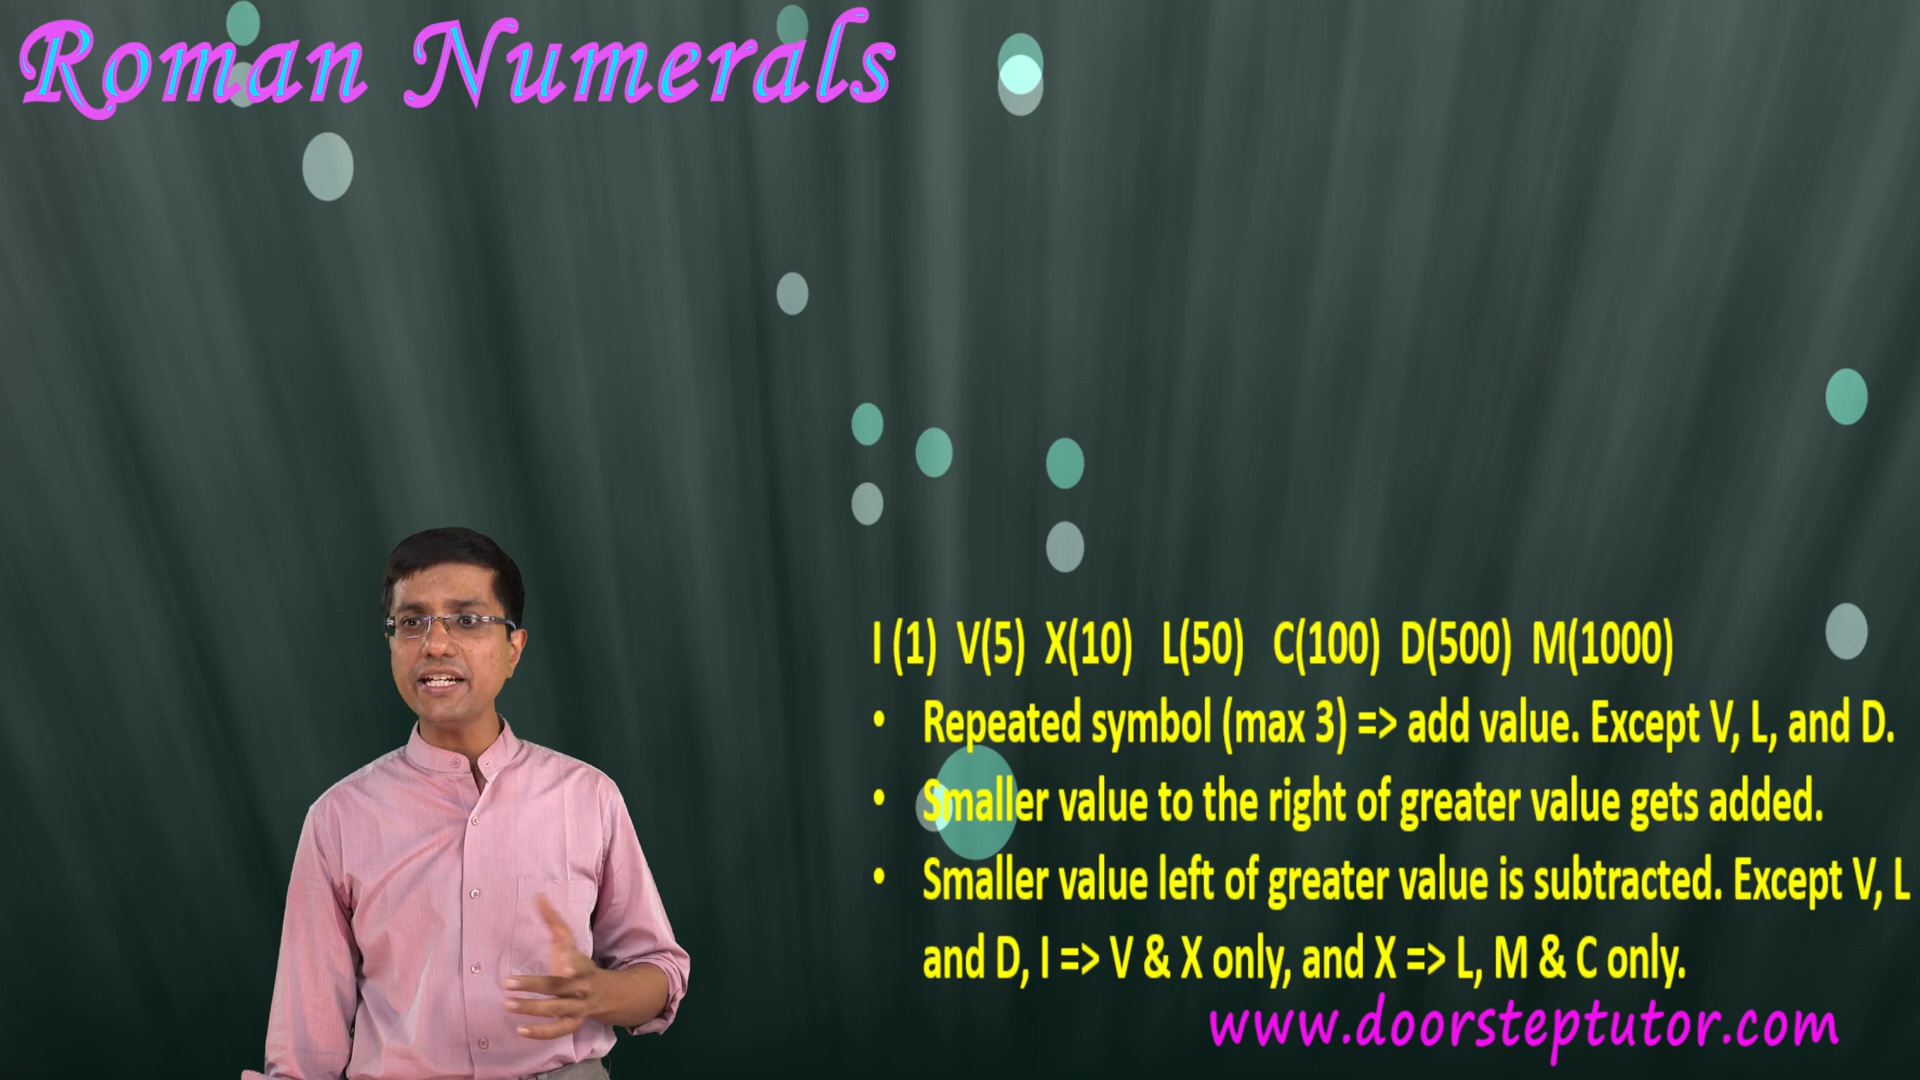 Roman Numerals
I (1) V(5) X(10) L(50) C(100) D(500) M(1000)
• Repeated symbol (max 3) => add value. Except V, L, and D.
• Smaller value to the right of greater value gets added.
• Smaller value left of greater value is subtracted. Except V, L
and D, I => V & X only, and X => L, M & C only.
www.doorsteptutor.com